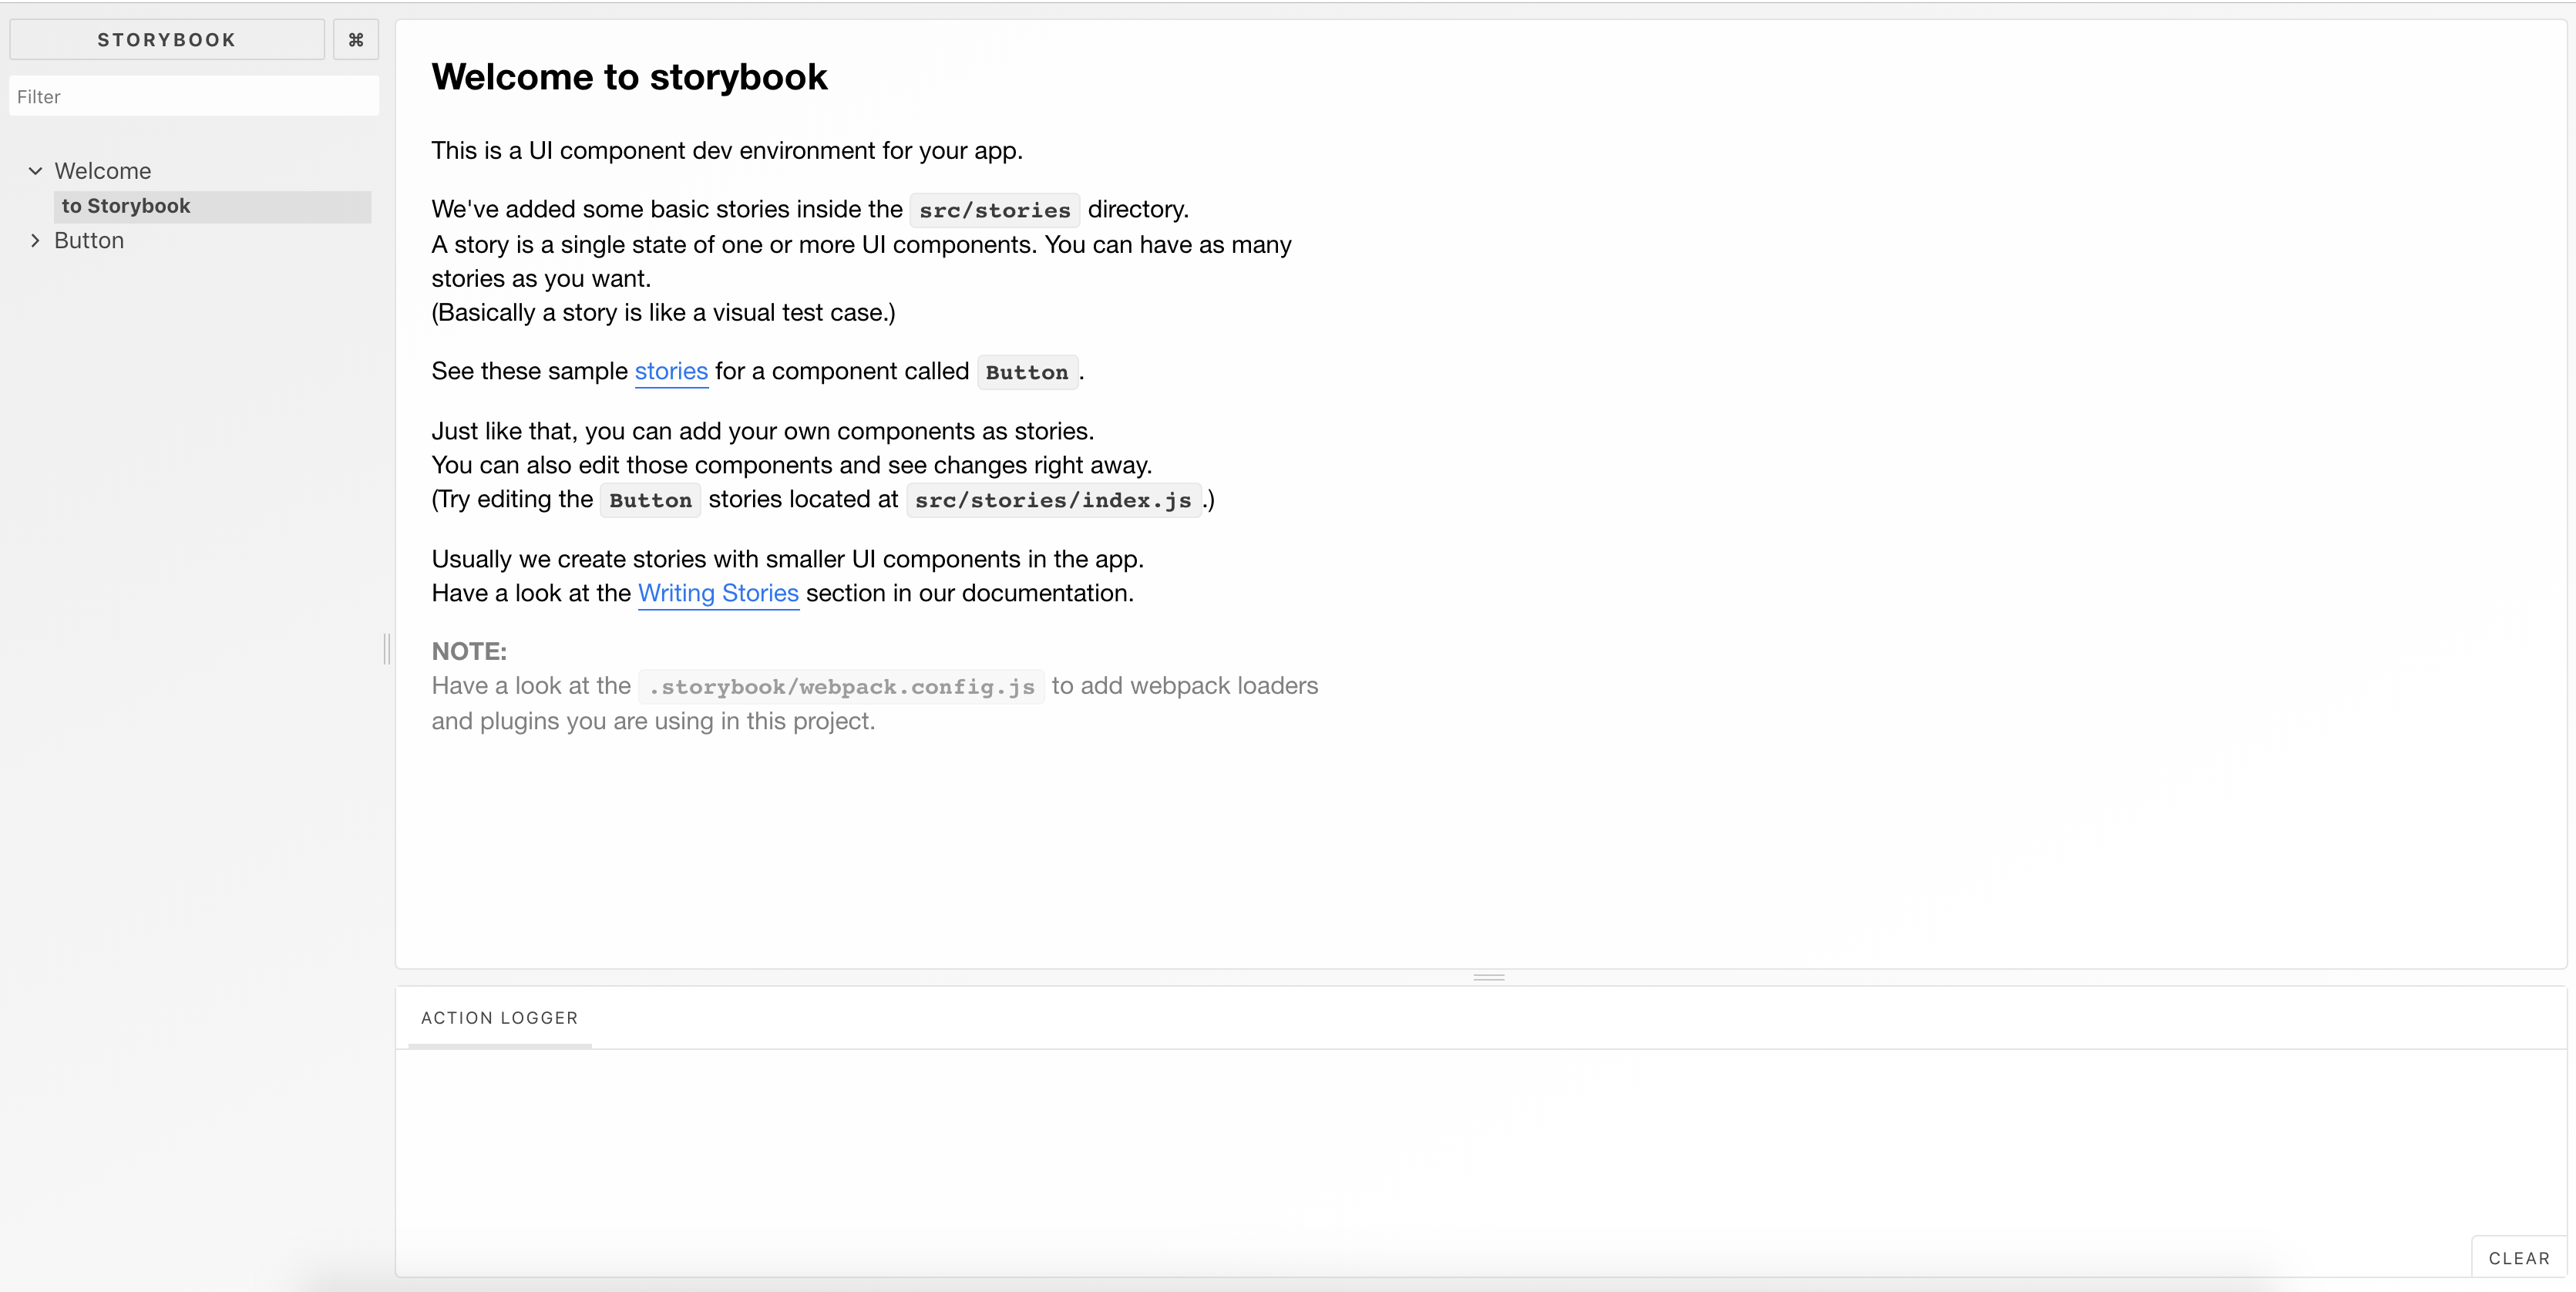 STORYBOOK
⌘
Filter
Welcome
to Storybook
Button
Welcome to storybook
This is a UI component dev environment for your app.
We've added some basic stories inside the src/stories directory.
A story is a single state of one or more UI components. You can have as many
stories as you want.
(Basically a story is like a visual test case.)
See these sample stories for a component called Button.
Just like that, you can add your own components as stories.
You can also edit those components and see changes right away.
(Try editing the Button stories located at src/stories/index.js.)
Usually we create stories with smaller UI components in the app.
Have a look at the Writing Stories section in our documentation.
NOTE:
Have a look at the .storybook/webpack.config.js to add webpack loaders
and plugins you are using in this project.
ACTION LOGGER
CLEAR